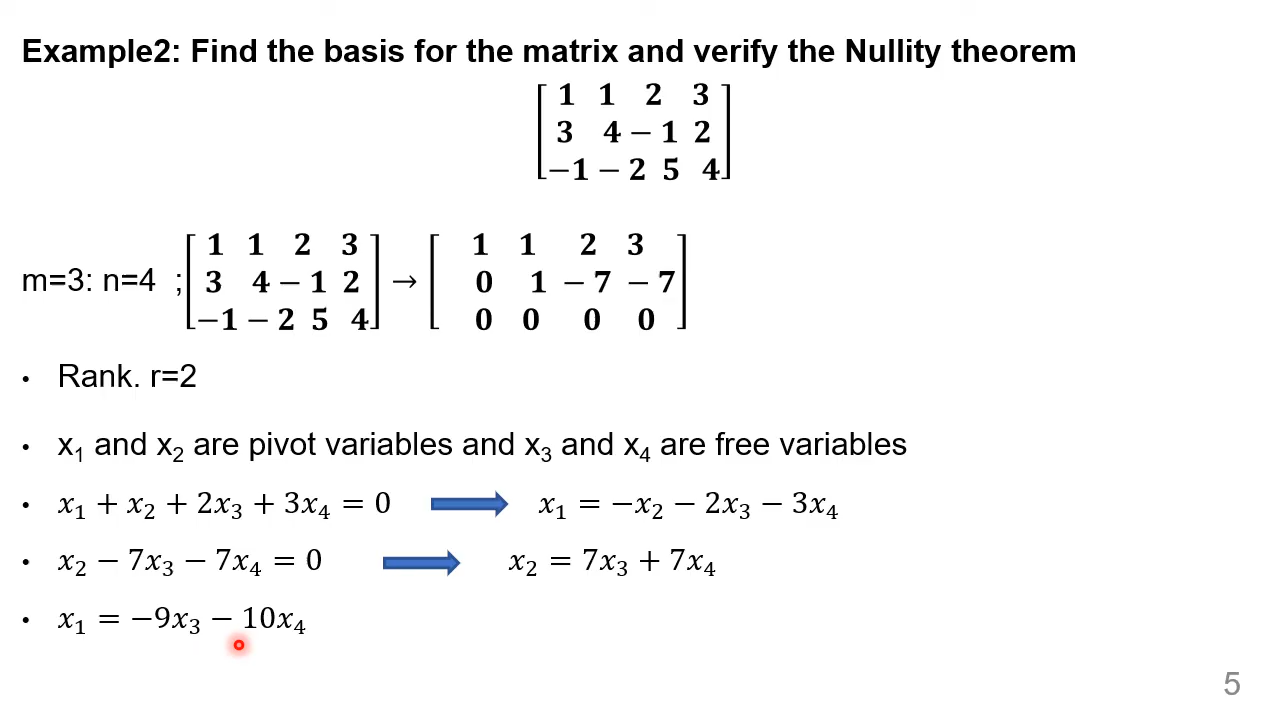 Example2: Find the basis for the matrix and verify the Nullity theorem
1 1 2 3
3 4 − 1 2
−1 − 2 5 4
m=3: n=4 ; [1 1 2 3 → [1 1 2 3
3 4 − 1 2 0 1 − 7 − 7
−1 − 2 5 4] 0 0 0 0]
• Rank. r=2
• x₁ and x₂ are pivot variables and x₃ and x₄ are free variables
• 𝑥₁ + 𝑥₂ + 2𝑥₃ + 3𝑥₄ = 0 𝑥₁ = −𝑥₂ − 2𝑥₃ − 3𝑥₄
• 𝑥₂ − 7𝑥₃ − 7𝑥₄ = 0 𝑥₂ = 7𝑥₃ + 7𝑥₄
• 𝑥₁ = −9𝑥₃ − 10𝑥₄
5